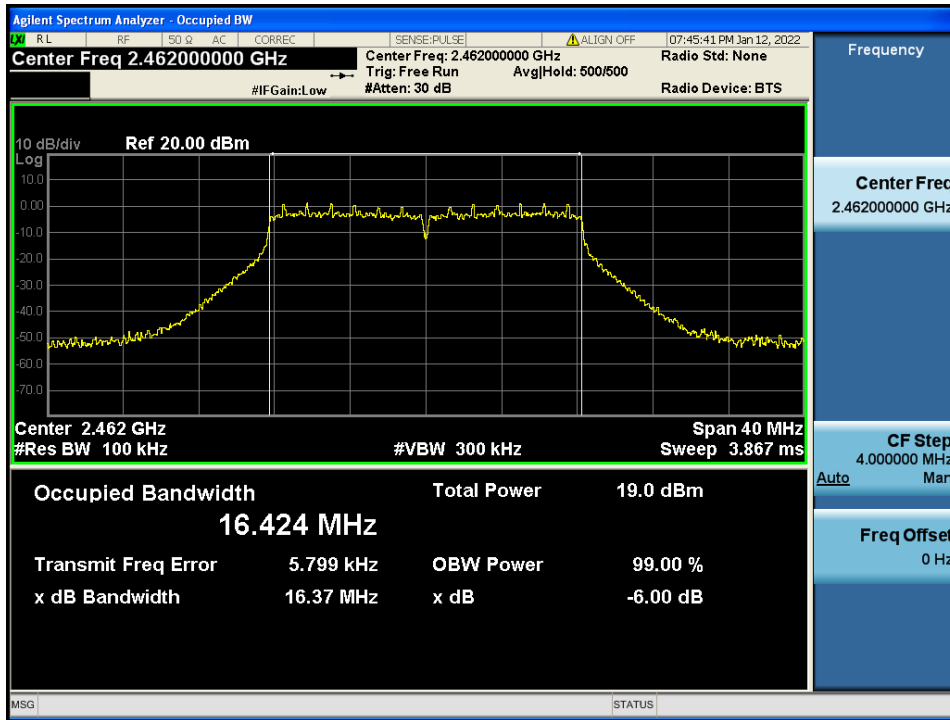 Agilent Spectrum Analyzer - Occupied BW
LXI RL RF 50 Ω AC CORREC SENSE:PULSE ALIGN OFF 07:45:41 PM Jan 12, 2022
Center Freq 2.462000000 GHz
Center Freq: 2.462000000 GHz Radio Std: None
Trig: Free Run Avg|Hold: 500/500
#IFGain:Low #Atten: 30 dB Radio Device: BTS
10 dB/div Ref 20.00 dBm
Log
10.0
0.00
-10.0
-20.0
-30.0
-40.0
-50.0
-60.0
-70.0
Center 2.462 GHz Span 40 MHz
#Res BW 100 kHz #VBW 300 kHz Sweep 3.867 ms
Occupied Bandwidth Total Power 19.0 dBm
16.424 MHz
Transmit Freq Error 5.799 kHz OBW Power 99.00 %
x dB Bandwidth 16.37 MHz x dB -6.00 dB
MSG STATUS
Frequency
Center Freq
2.462000000 GHz
CF Step
4.000000 MHz
Auto Man
Freq Offset
0 Hz